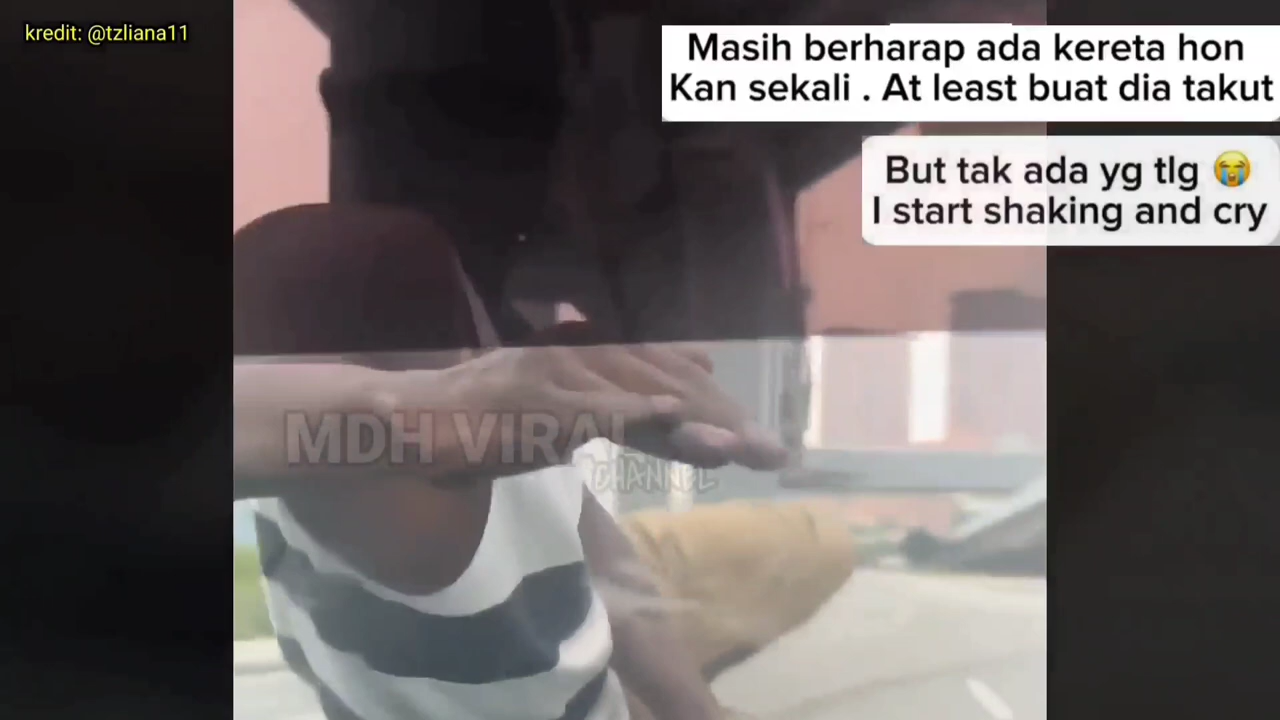 kredit: @tzliana11
Masih berharap ada kereta hon
Kan sekali . At least buat dia takut
But tak ada yg tlg 😭
I start shaking and cry
MDH VIRAL
CHANNEL